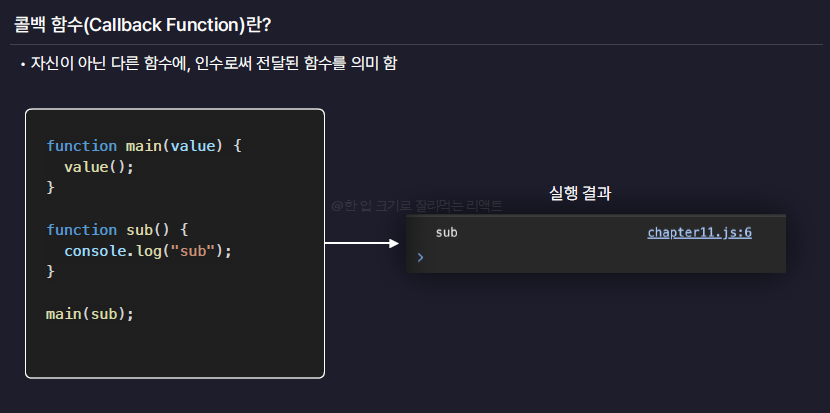 콜백 함수(Callback Function)란?
• 자신이 아닌 다른 함수에, 인수로써 전달된 함수를 의미 함
function main(value) {
  value();
}
function sub() {
  console.log("sub");
}
main(sub);
@한 입 크기로 잘라먹는 리액트
실행 결과
sub chapter11.js:6
>